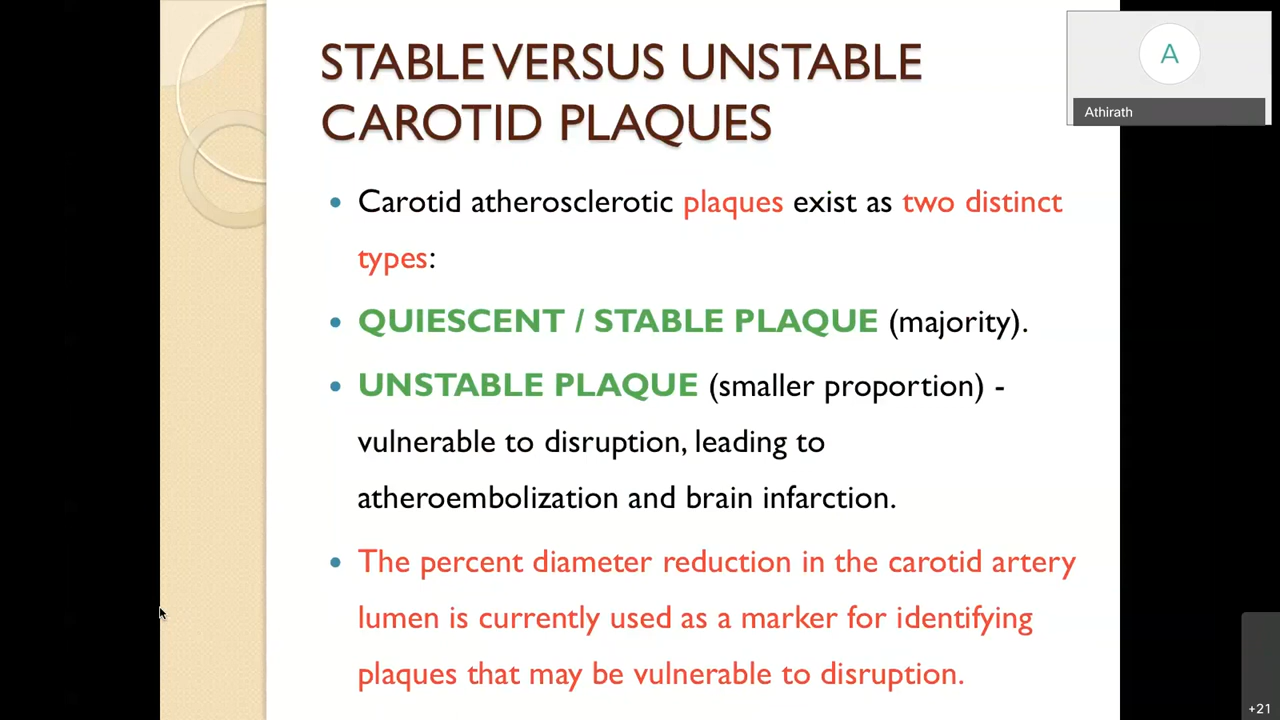 STABLE VERSUS UNSTABLE
CAROTID PLAQUES
A
Athirath
• Carotid atherosclerotic plaques exist as two distinct
types:
• QUIESCENT / STABLE PLAQUE (majority).
• UNSTABLE PLAQUE (smaller proportion) -
vulnerable to disruption, leading to
atheroembolization and brain infarction.
• The percent diameter reduction in the carotid artery
lumen is currently used as a marker for identifying
plaques that may be vulnerable to disruption.
+21